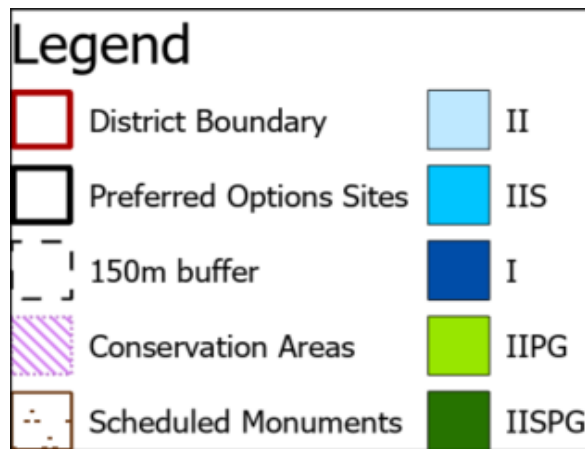 Legend
District Boundary
Preferred Options Sites
150m buffer
Conservation Areas
Scheduled Monuments
II
IIS
I
IIPG
IISPG